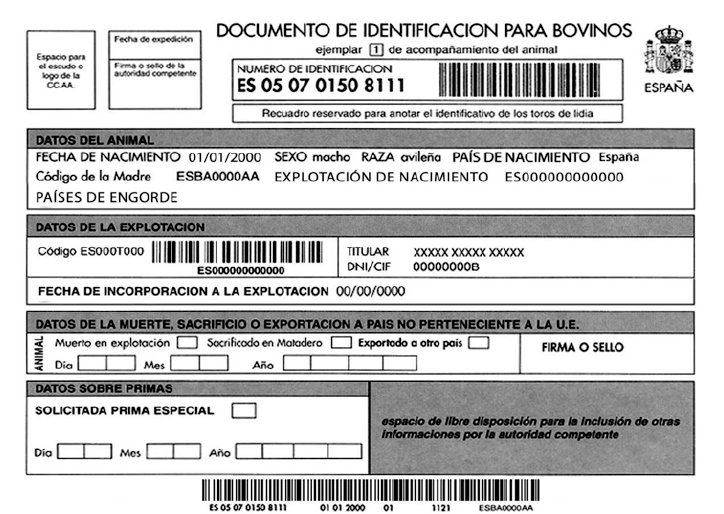 DOCUMENTO DE IDENTIFICACION PARA BOVINOS
ejemplar 1 de acompañamiento del animal
Espacio para
el escudo o
logo de la
CC.AA.
Fecha de expedición
Firma o sello de la
autoridad competente
NUMERO DE IDENTIFICACION
ES 05 07 0150 8111
ESPAÑA
Recuadro reservado para anotar el identificativo de los toros de lidia
DATOS DEL ANIMAL
FECHA DE NACIMIENTO 01/01/2000 SEXO macho RAZA avileña PAÍS DE NACIMIENTO España
Código de la Madre ESBA0000AA EXPLOTACIÓN DE NACIMIENTO ES000000000000
PAÍSES DE ENGORDE
DATOS DE LA EXPLOTACION
Código ES000T000
ES000000000000
TITULAR XXXXX XXXXX XXXXX
DNI/CIF 00000000B
FECHA DE INCORPORACION A LA EXPLOTACION 00/00/0000
DATOS DE LA MUERTE, SACRIFICIO O EXPORTACION A PAIS NO PERTENECIENTE A LA U.E.
ANIMAL
Muerto en explotación Sacrificado en Matadero Exportado a otro país
Día Mes Año
FIRMA O SELLO
DATOS SOBRE PRIMAS
SOLICITADA PRIMA ESPECIAL
Día Mes Año
espacio de libre disposición para la inclusión de otras
informaciones por la autoridad competente
ES 05 07 0150 8111 01 01 2000 01 1121 ESBA0000AA